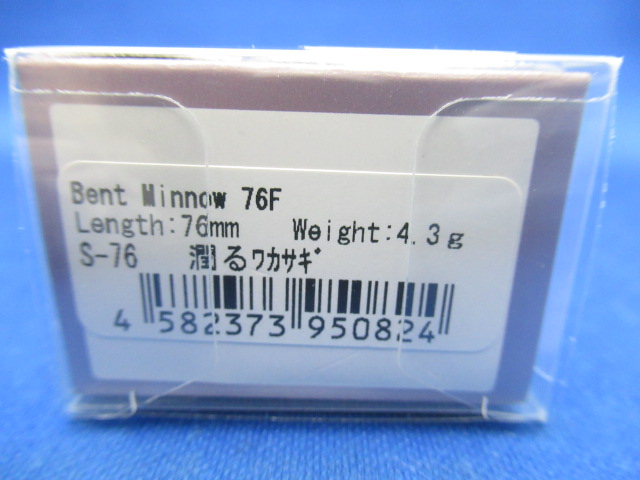 Bent Minnow 76F
Length:76mm Weight:4.3g
S-76 潤るワカサギ
4 582373 950824